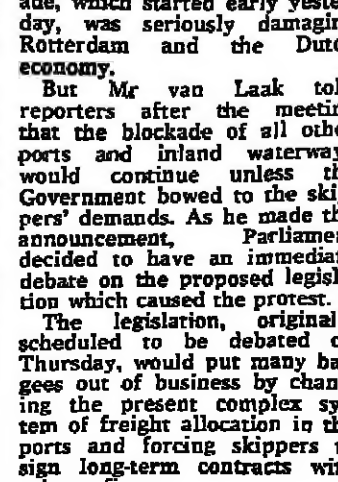 ade, which started early yeste
day, was seriously damagin
Rotterdam and the Dutc
economy.
But Mr van Laak tol
reporters after the meetin
that the blockade of all othe
ports and inland waterway
would continue unless th
Government bowed to the ski
pers' demands. As he made th
announcement, Parliamen
decided to have an immediat
debate on the proposed legisl
tion which caused the protest.
The legislation, original
scheduled to be debated o
Thursday, would put many ba
gees out of business by chan
ing the present complex sy
tem of freight allocation in th
ports and forcing skippers t
sign long-term contracts wit